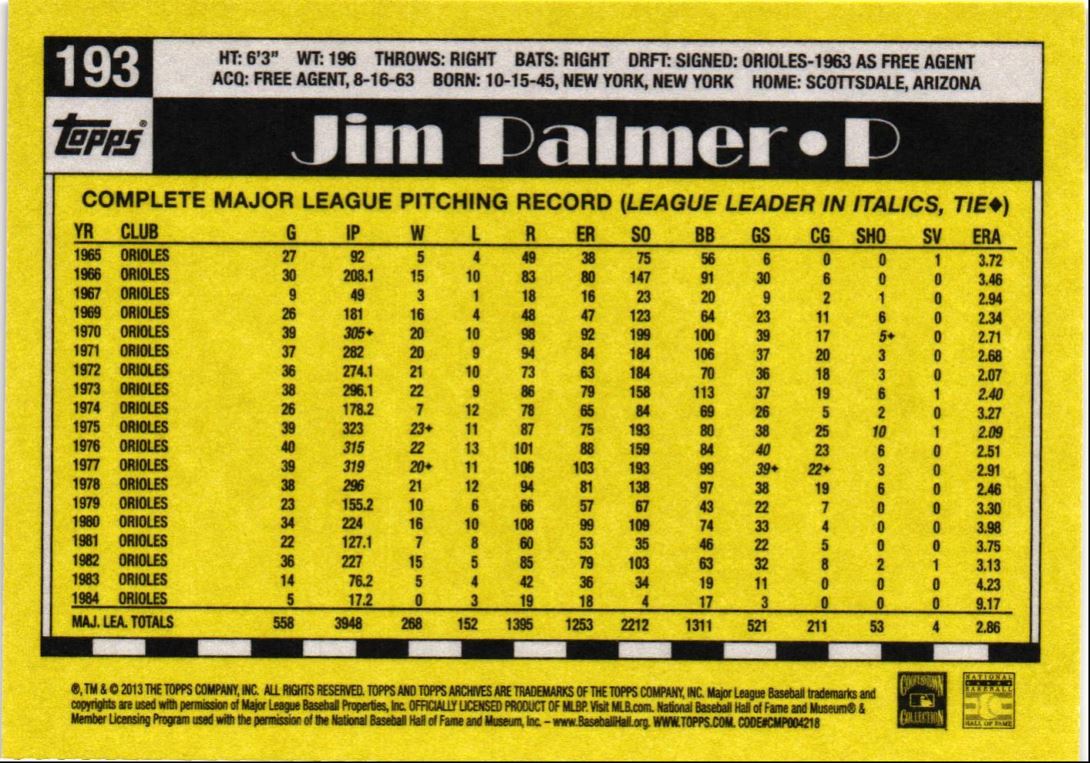 193
HT: 6'3" WT: 196 THROWS: RIGHT BATS: RIGHT DRFT: SIGNED: ORIOLES-1963 AS FREE AGENT
ACQ: FREE AGENT, 8-16-63 BORN: 10-15-45, NEW YORK, NEW YORK HOME: SCOTTSDALE, ARIZONA
topps®
Jim Palmer • P
COMPLETE MAJOR LEAGUE PITCHING RECORD (LEAGUE LEADER IN ITALICS, TIE♦)
YR CLUB G IP W L R ER SO BB GS CG SHO SV ERA
1965 ORIOLES 27 92 5 4 49 38 75 56 6 0 0 1 3.72
1966 ORIOLES 30 208.1 15 10 83 80 147 91 30 6 0 0 3.46
1967 ORIOLES 9 49 3 1 18 16 23 20 9 2 1 0 2.94
1969 ORIOLES 26 181 16 4 48 47 123 64 23 11 6 0 2.34
1970 ORIOLES 39 305♦ 20 10 98 92 199 100 39 17 5♦ 0 2.71
1971 ORIOLES 37 282 20 9 94 84 184 106 37 20 3 0 2.68
1972 ORIOLES 36 274.1 21 10 73 63 184 70 36 18 3 0 2.07
1973 ORIOLES 38 296.1 22 9 86 79 158 113 37 19 6 1 2.40
1974 ORIOLES 26 178.2 7 12 78 65 84 69 26 5 2 0 3.27
1975 ORIOLES 39 323 23♦ 11 87 75 193 80 38 25 10 1 2.09
1976 ORIOLES 40 315 22 13 101 88 159 84 40 23 6 0 2.51
1977 ORIOLES 39 319 20♦ 11 106 103 193 99 39♦ 22♦ 3 0 2.91
1978 ORIOLES 38 296 21 12 94 81 138 97 38 19 6 0 2.46
1979 ORIOLES 23 155.2 10 6 66 57 67 43 22 7 0 0 3.30
1980 ORIOLES 34 224 16 10 108 99 109 74 33 4 0 0 3.98
1981 ORIOLES 22 127.1 7 8 60 53 35 46 22 5 0 0 3.75
1982 ORIOLES 36 227 15 5 85 79 103 63 32 8 2 1 3.13
1983 ORIOLES 14 76.2 5 4 42 36 34 19 11 0 0 0 4.23
1984 ORIOLES 5 17.2 0 3 19 18 4 17 3 0 0 0 9.17
MAJ. LEA. TOTALS 558 3948 268 152 1395 1253 2212 1311 521 211 53 4 2.86
®, TM & © 2013 THE TOPPS COMPANY, INC. ALL RIGHTS RESERVED. TOPPS AND TOPPS ARCHIVES ARE TRADEMARKS OF THE TOPPS COMPANY, INC. Major League Baseball trademarks and
copyrights are used with permission of Major League Baseball Properties, Inc. OFFICIALLY LICENSED PRODUCT OF MLBP. Visit MLB.com. National Baseball Hall of Fame and Museum® &
Member Licensing Program used with the permission of the National Baseball Hall of Fame and Museum, Inc. – www.BaseballHall.org. WWW.TOPPS.COM. CODE#CMP004218
COOPERSTOWN
COLLECTION
NATIONAL
BASEBALL
HALL OF FAME